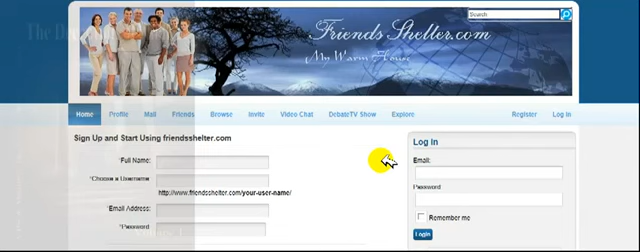 The D
Search
FriendsShelter.com
My Warm House
Home Profile Mail Friends Browse Invite Video Chat DebateTV Show Explore Register Log In
Sign Up and Start Using friendsshelter.com
*Full Name:
*Choose a Username
http://www.friendsshelter.com/your-user-name/
*Email Address:
*Password
Log In
Email:
Password
Remember me
Login